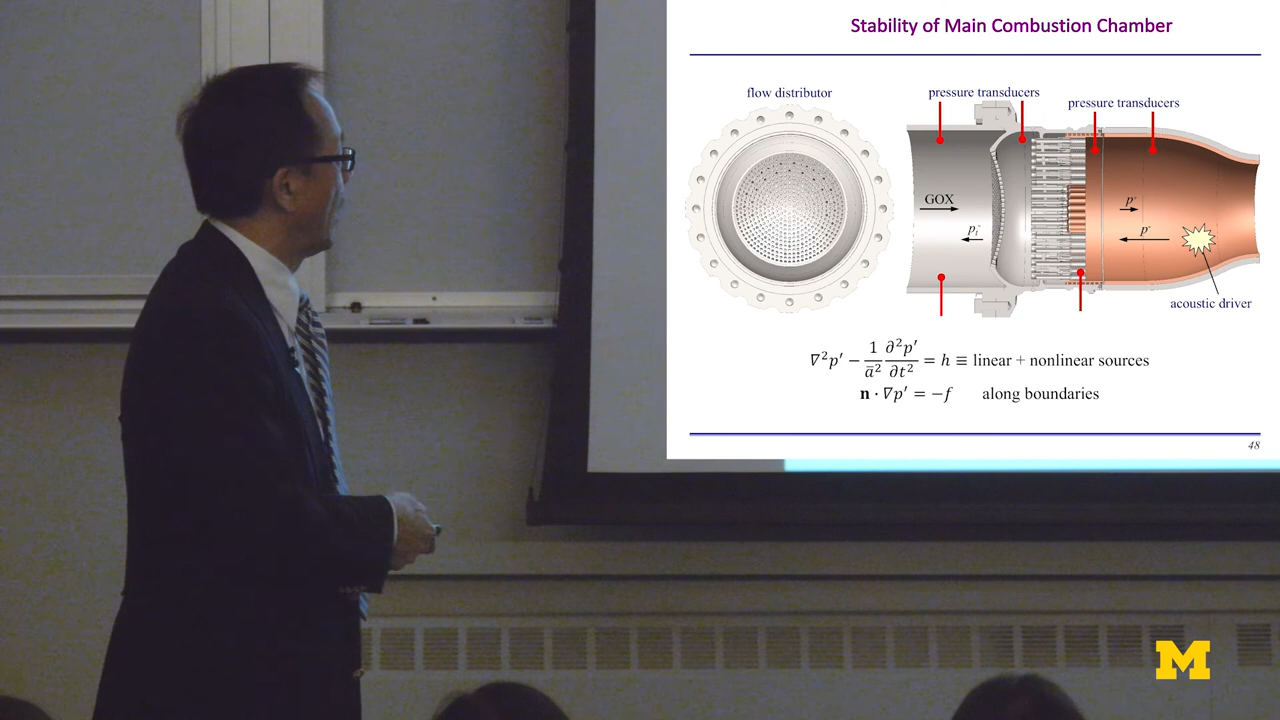 Stability of Main Combustion Chamber
flow distributor
pressure transducers
pressure transducers
GOX
p⁺
p⁻
acoustic driver
∇²p′ − 1/ā² ∂²p′/∂t² = h ≡ linear + nonlinear sources
n · ∇p′ = −f along boundaries
48
M